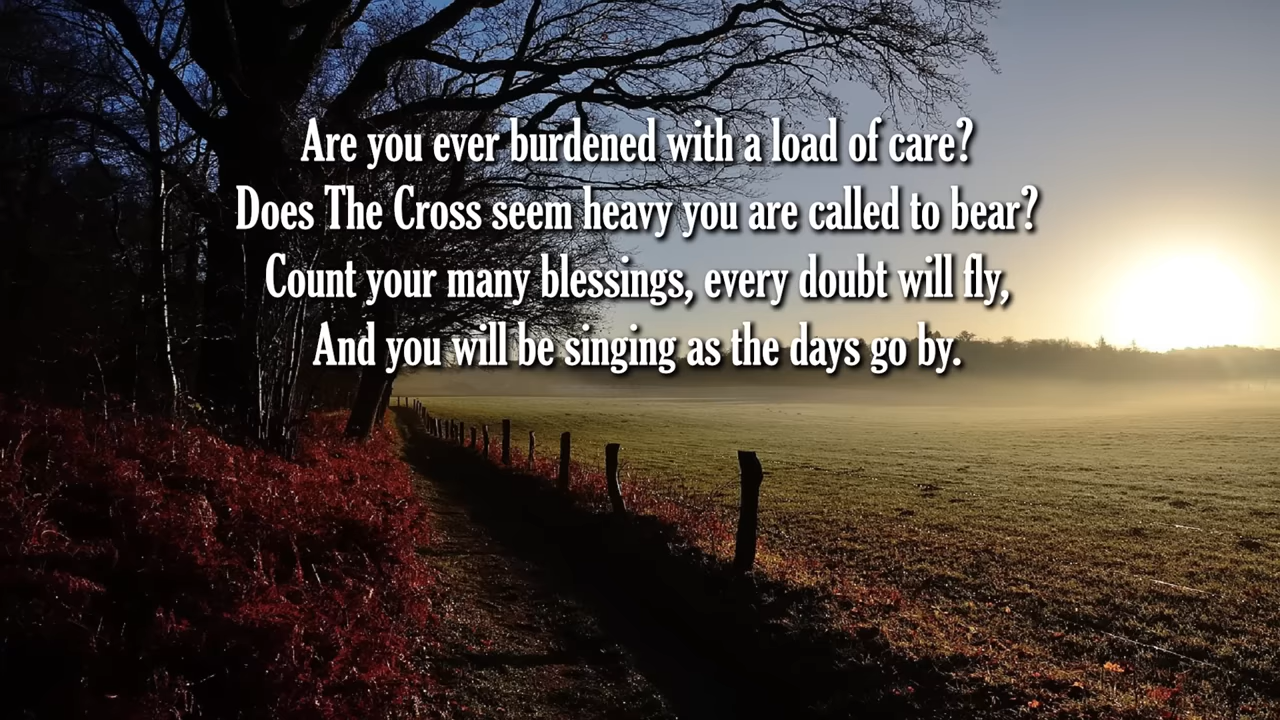 Are you ever burdened with a load of care?
Does The Cross seem heavy you are called to bear?
Count your many blessings, every doubt will fly,
And you will be singing as the days go by.